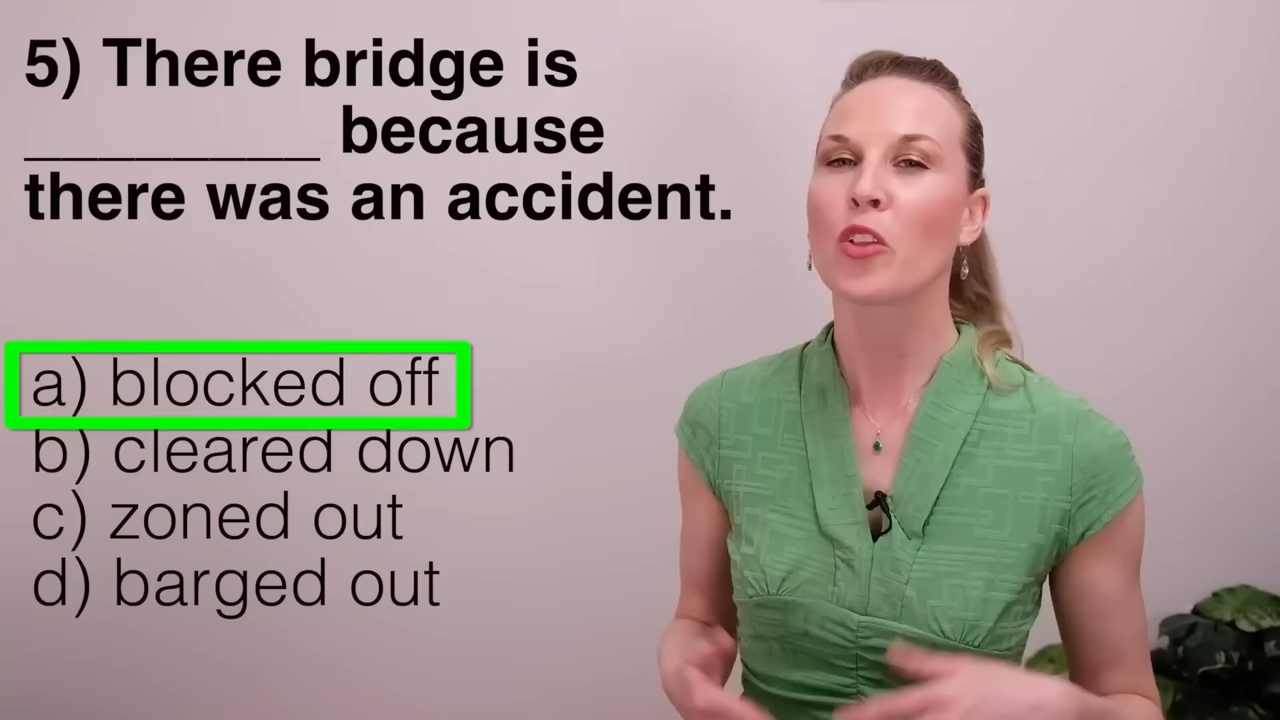 5) There bridge is
_________ because
there was an accident.
a) blocked off
b) cleared down
c) zoned out
d) barged out